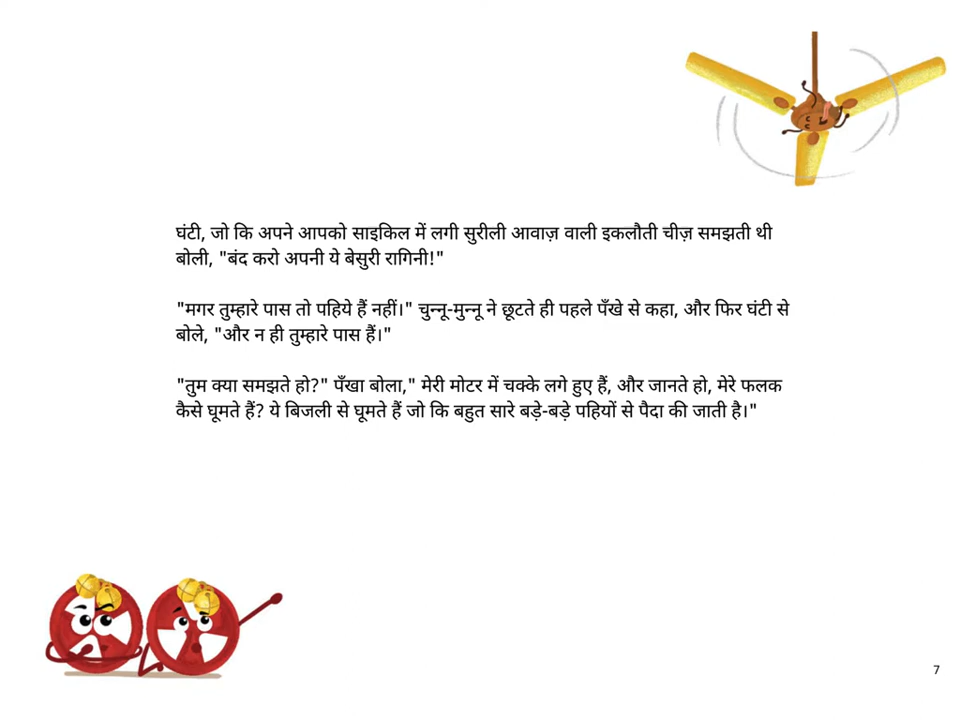 घंटी, जो कि अपने आपको साइकिल में लगी सुरीली आवाज़ वाली इकलौती चीज़ समझती थी
बोली, "बंद करो अपनी ये बेसुरी रागिनी!"
"मगर तुम्हारे पास तो पहिये हैं नहीं।" चुन्नू-मुन्नू ने छूटते ही पहले पँखे से कहा, और फिर घंटी से
बोले, "और न ही तुम्हारे पास हैं।"
"तुम क्या समझते हो?" पँखा बोला," मेरी मोटर में चक्के लगे हुए हैं, और जानते हो, मेरे फलक
कैसे घूमते हैं? ये बिजली से घूमते हैं जो कि बहुत सारे बड़े-बड़े पहियों से पैदा की जाती है।"
7